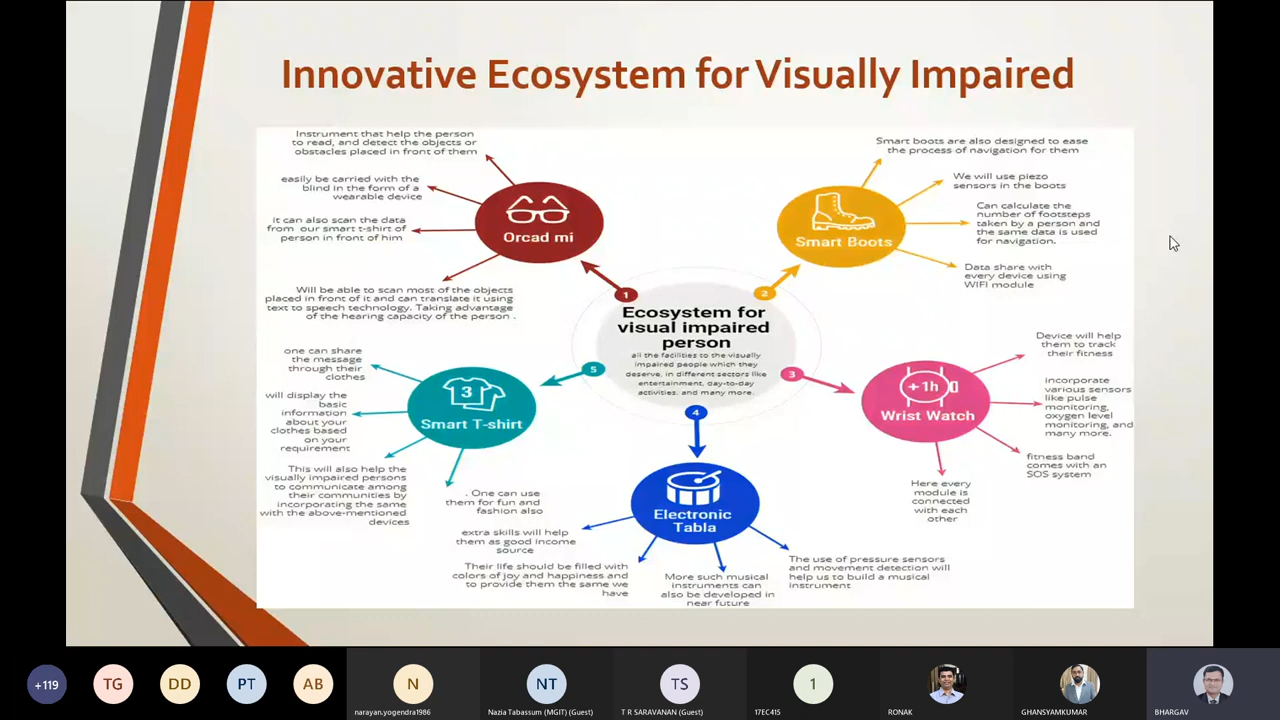 Innovative Ecosystem for Visually Impaired
Instrument that help the person
to read, and detect the objects or
obstacles placed in front of them
easily be carried with the
blind in the form of a
wearable device
it can also scan the data
from our smart t-shirt of
person in front of him
Will be able to scan most of the objects
placed in front of it and can translate it using
text to speech technology. Taking advantage
of the hearing capacity of the person .
Orcad mi
1
Smart boots are also designed to ease
the process of navigation for them
We will use piezo
sensors in the boots
Can calculate the
number of footsteps
taken by a person and
the same data is used
for navigation.
Data share with
every device using
WIFI module
Smart Boots
2
Ecosystem for
visual impaired
person
all the facilities to the visually
impaired people which they
deserve, in different sectors like
entertainment, day-to-day
activities, and many more.
3
+1h
Wrist Watch
Device will help
them to track
their fitness
incorporate
various sensors
like pulse
monitoring,
oxygen level
monitoring, and
many more.
fitness band
comes with an
SOS system
Here every
module is
connected
with each
other
4
Electronic
Tabla
extra skills will help
them as good income
source
Their life should be filled with
colors of joy and happiness and
to provide them the same we
have
More such musical
instruments can
also be developed in
near future
The use of pressure sensors
and movement detection will
help us to build a musical
instrument
5
3
Smart T-shirt
one can share
the message
through their
clothes
will display the
basic
information
about your
clothes based
on your
requirement
This will also help the
visually impaired persons
to communicate among
their communities by
incorporating the same
with the above-mentioned
devices
. One can use
them for fun and
fashion also
+119
TG
DD
PT
AB
N
narayan.yogendra1986
NT
Nazia Tabassum (MGIT) (Guest)
TS
T R SARAVANAN (Guest)
1
17EC415
RONAK
GHANSYAMKUMAR
BHARGAV